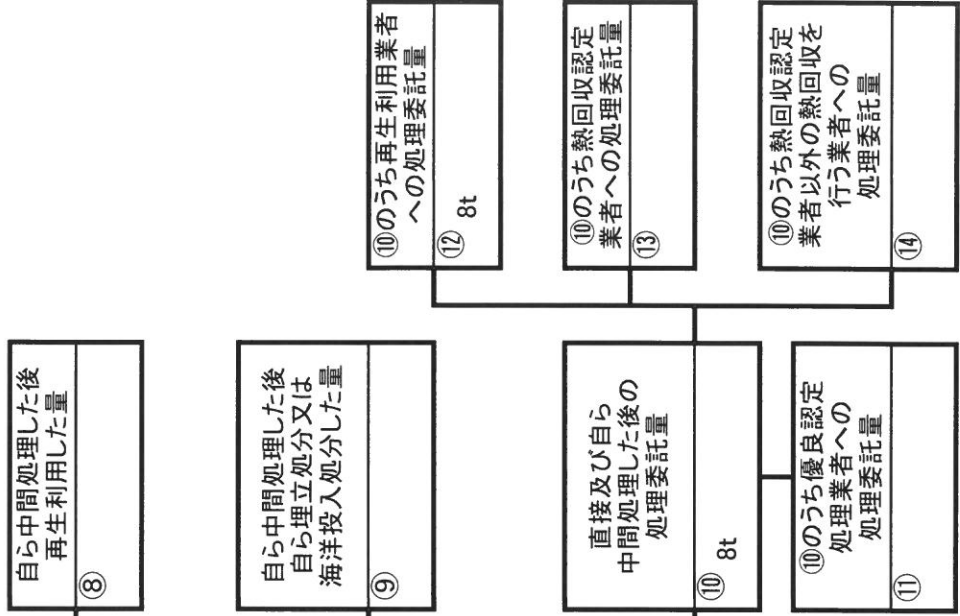 自ら中間処理した後
再生利用した量
⑧
自ら中間処理した後
自ら埋立処分又は
海洋投入処分した量
⑨
直接及び自ら
中間処理した後の
処理委託量
⑩ 8t
⑩のうち優良認定
処理業者への
処理委託量
⑪
⑩のうち再生利用業者
への処理委託量
⑫ 8t
⑩のうち熱回収認定
業者への処理委託量
⑬
⑩のうち熱回収認定
業者以外の熱回収を
行う業者への
処理委託量
⑭